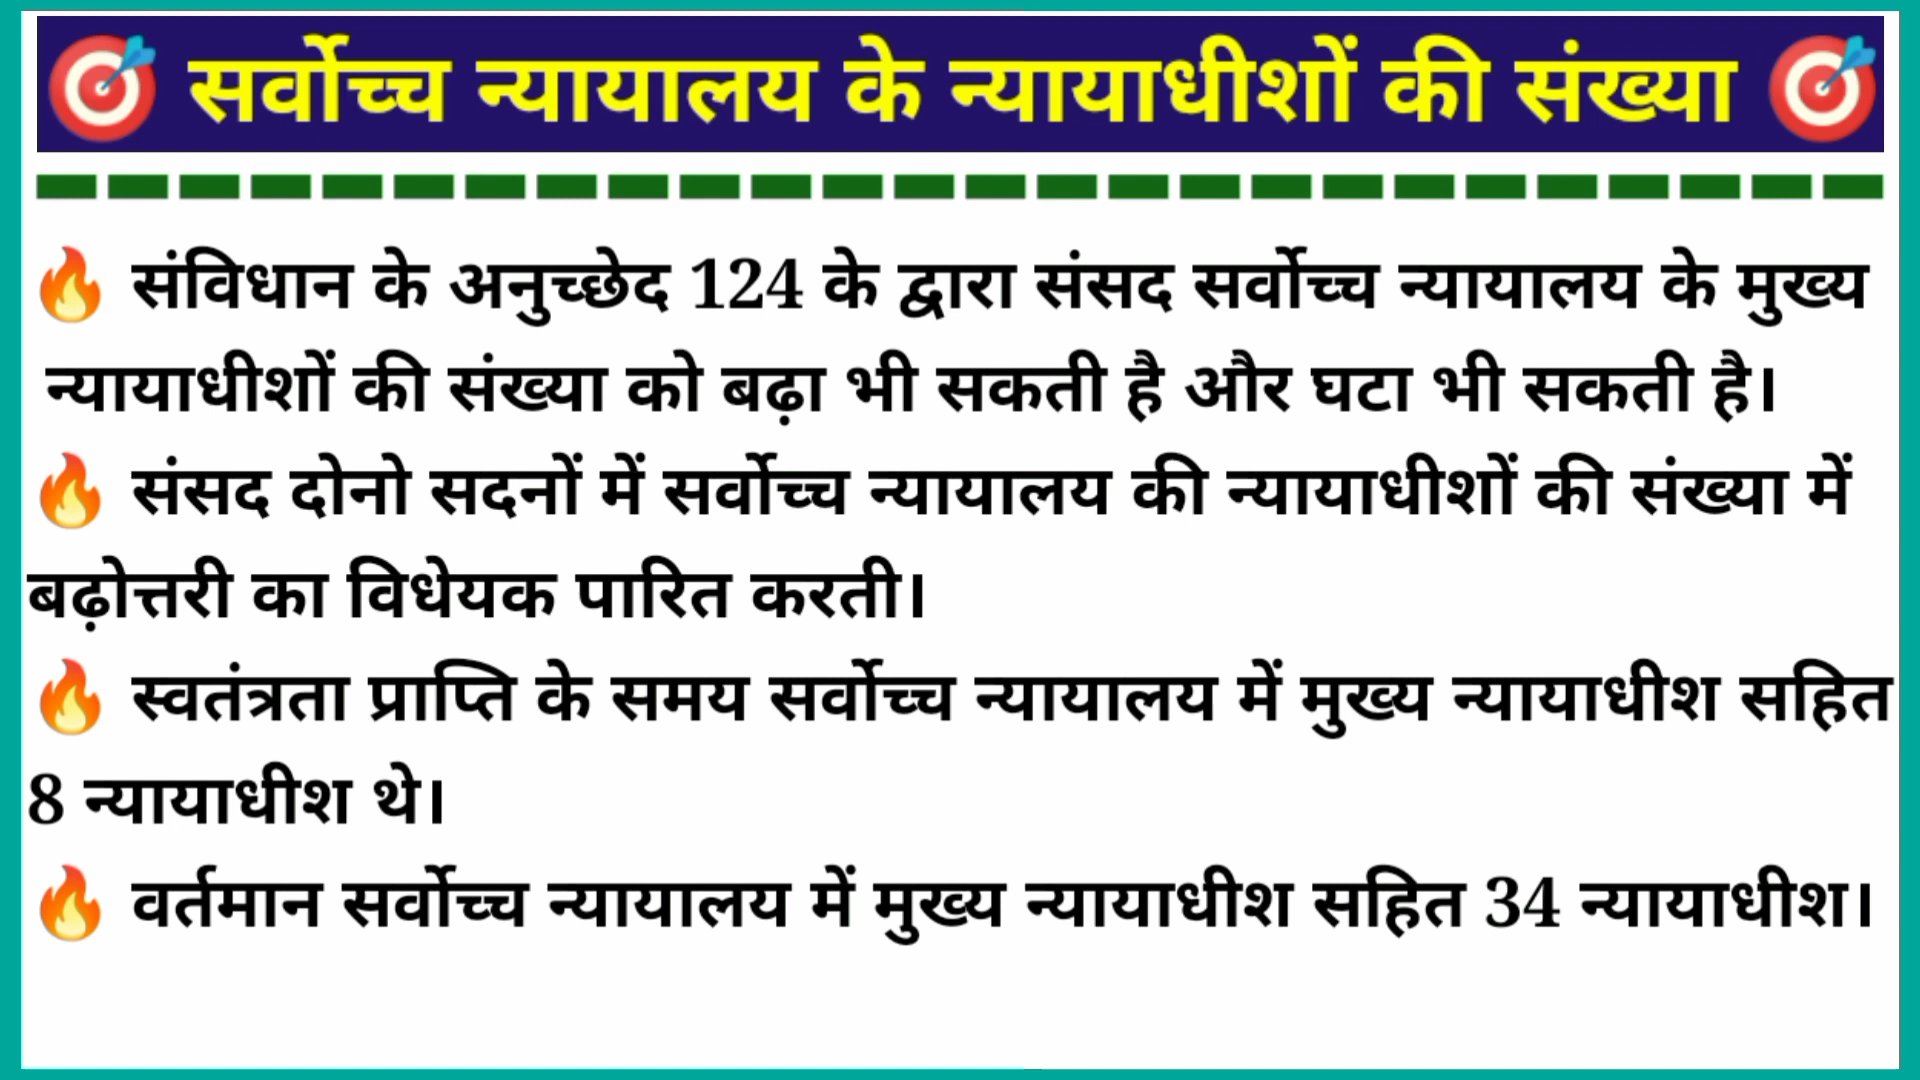 🎯 सर्वोच्च न्यायालय के न्यायाधीशों की संख्या 🎯
🔥 संविधान के अनुच्छेद 124 के द्वारा संसद सर्वोच्च न्यायालय के मुख्य
न्यायाधीशों की संख्या को बढ़ा भी सकती है और घटा भी सकती है।
🔥 संसद दोनो सदनों में सर्वोच्च न्यायालय की न्यायाधीशों की संख्या में
बढ़ोत्तरी का विधेयक पारित करती।
🔥 स्वतंत्रता प्राप्ति के समय सर्वोच्च न्यायालय में मुख्य न्यायाधीश सहित
8 न्यायाधीश थे।
🔥 वर्तमान सर्वोच्च न्यायालय में मुख्य न्यायाधीश सहित 34 न्यायाधीश।